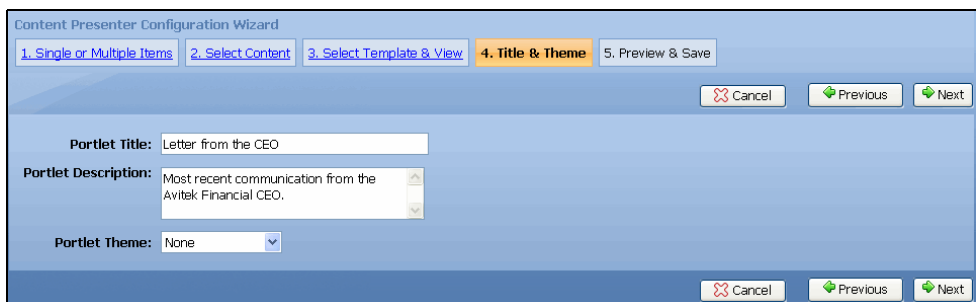 Content Presenter Configuration Wizard
1. Single or Multiple Items 2. Select Content 3. Select Template & View 4. Title & Theme 5. Preview & Save
Cancel Previous Next
Portlet Title: Letter from the CEO
Portlet Description: Most recent communication from the
Avitek Financial CEO.
Portlet Theme: None
Cancel Previous Next